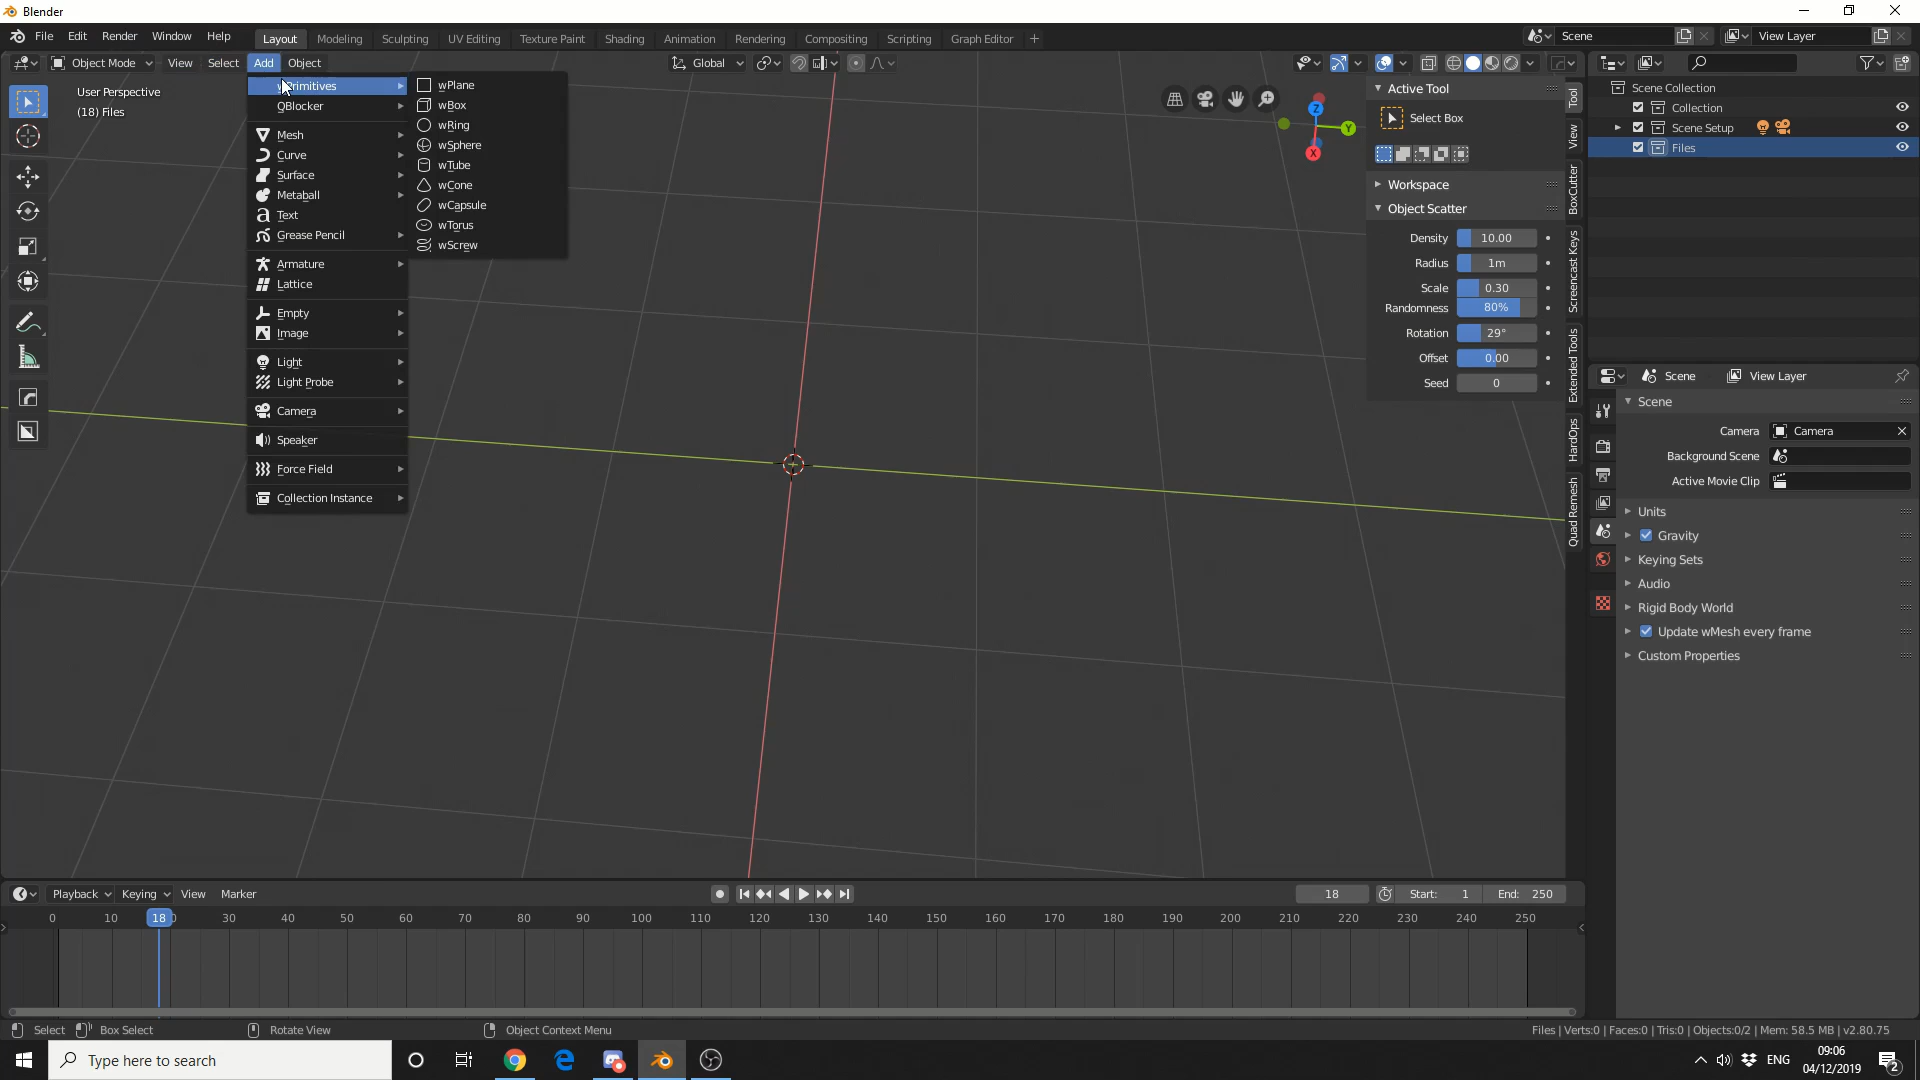 Blender
File Edit Render Window Help
Layout Modeling Sculpting UV Editing Texture Paint Shading Animation Rendering Compositing Scripting Graph Editor +
Scene
View Layer
Object Mode View Select Add Object
Global
User Perspective
(18) Files
Primitives
QBlocker
Mesh
Curve
Surface
Metaball
Text
Grease Pencil
Armature
Lattice
Empty
Image
Light
Light Probe
Camera
Speaker
Force Field
Collection Instance
wPlane
wBox
wRing
wSphere
wTube
wCone
wCapsule
wTorus
wScrew
Z
Y
X
Active Tool
Select Box
Workspace
Object Scatter
Density 10.00
Radius 1m
Scale 0.30
Randomness 80%
Rotation 29°
Offset 0.00
Seed 0
Tool
View
BoxCutter
Screencast Keys
Extended Tools
HardOps
Quad Remesh
Scene Collection
Collection
Scene Setup
Files
Scene View Layer
Scene
Camera Camera
Background Scene
Active Movie Clip
Units
Gravity
Keying Sets
Audio
Rigid Body World
Update wMesh every frame
Custom Properties
Playback Keying View Marker
18 Start: 1 End: 250
0 10 18 30 40 50 60 70 80 90 100 110 120 130 140 150 160 170 180 190 200 210 220 230 240 250
Select Box Select Rotate View Object Context Menu
Files | Verts:0 | Faces:0 | Tris:0 | Objects:0/2 | Mem: 58.5 MB | v2.80.75
Type here to search
ENG
09:06
04/12/2019
2